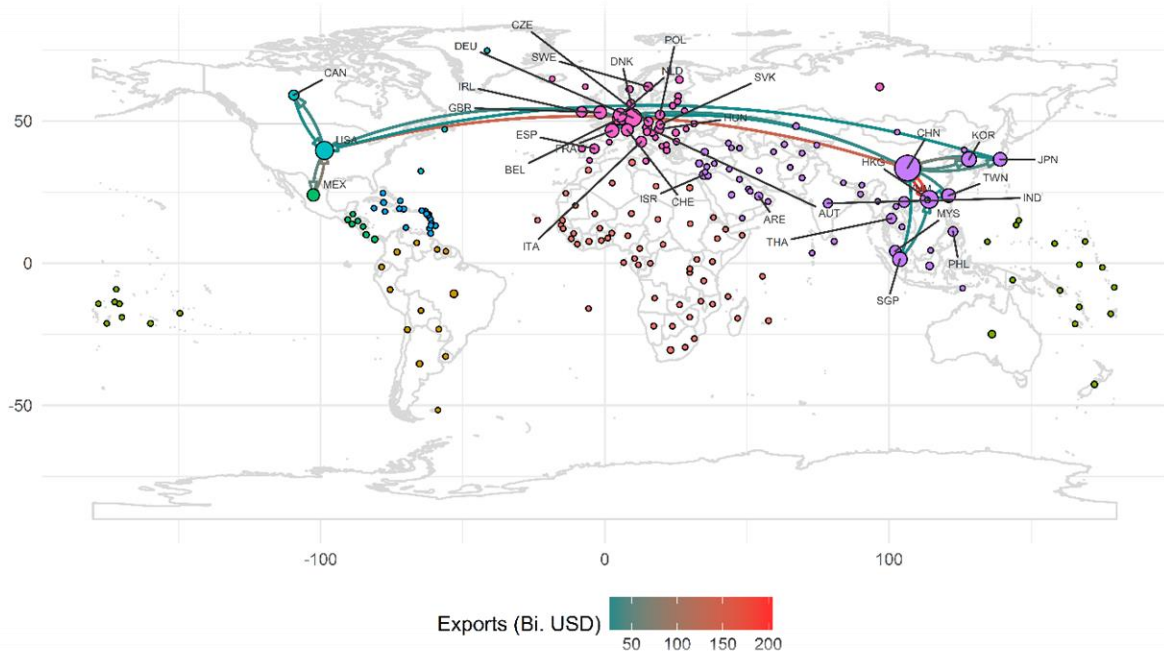 CZE
DEU
SWE
DNK
POL
NLD
SVK
CAN
IRL
GBR
HUN
USA
ESP
FRA
BEL
CHN
KOR
JPN
HKG
TWN
MEX
ISR
CHE
ARE
AUT
IND
MYS
ITA
THA
PHL
SGP
50
0
-50
-100
0
100
Exports (Bi. USD)
50 100 150 200